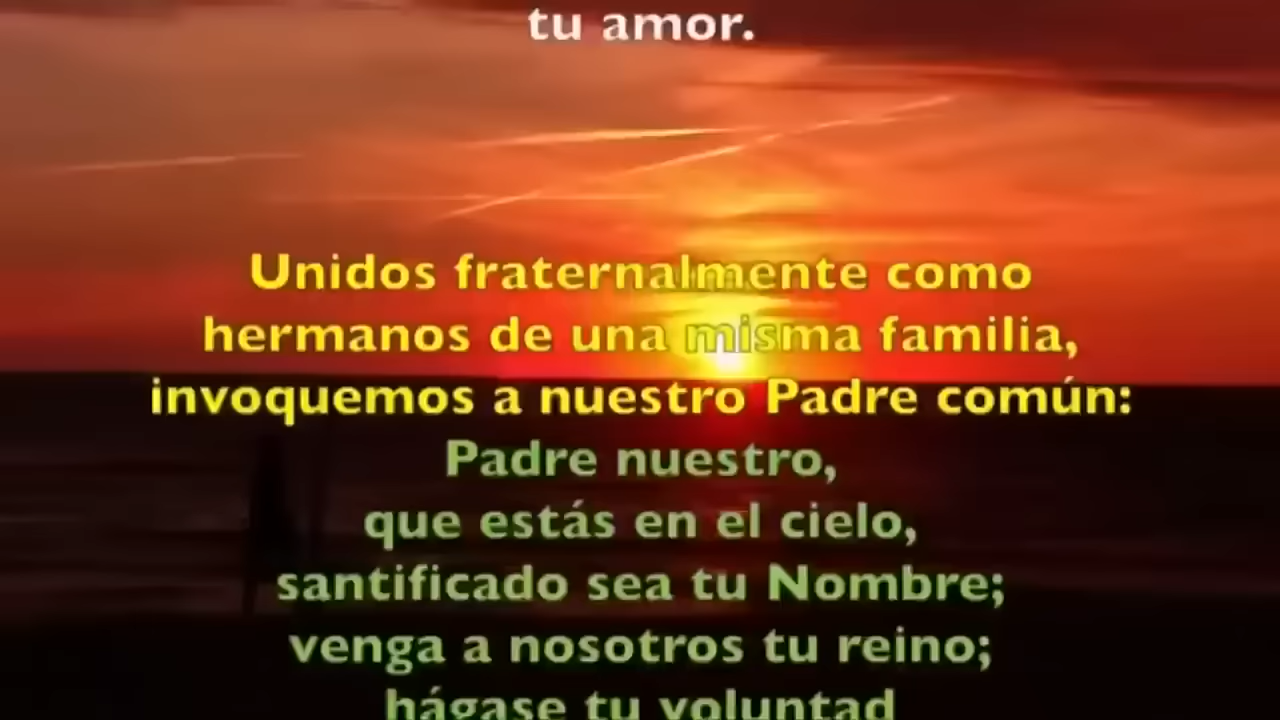 tu amor.
Unidos fraternalmente como
hermanos de una misma familia,
invoquemos a nuestro Padre común:
Padre nuestro,
que estás en el cielo,
santificado sea tu Nombre;
venga a nosotros tu reino;
hágase tu voluntad